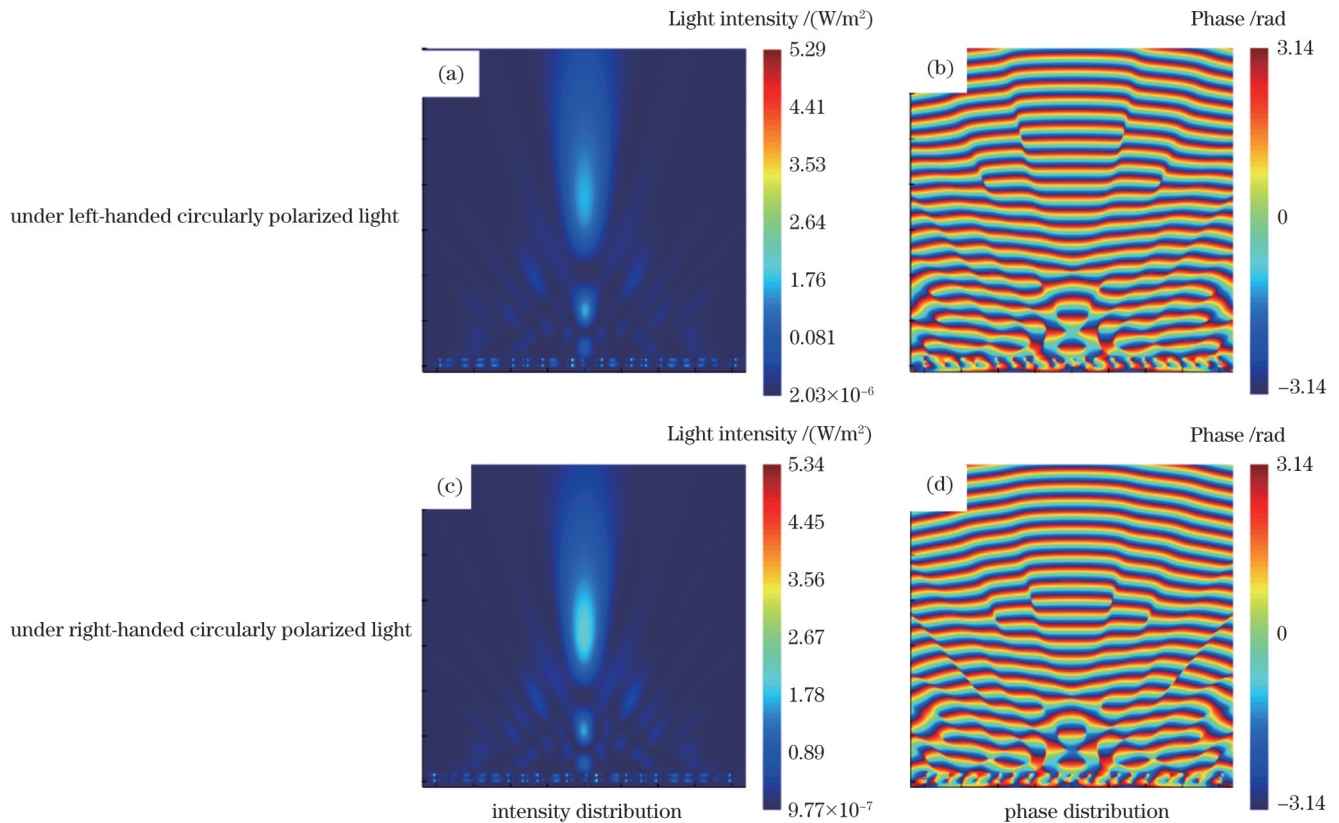 Light intensity /(W/m²)
5.29
(a)
4.41
3.53
2.64
1.76
0.081
2.03×10⁻⁶
Phase /rad
3.14
(b)
0
−3.14
under left-handed circularly polarized light
Light intensity /(W/m²)
5.34
(c)
4.45
3.56
2.67
1.78
0.89
9.77×10⁻⁷
Phase /rad
3.14
(d)
0
−3.14
under right-handed circularly polarized light
intensity distribution
phase distribution